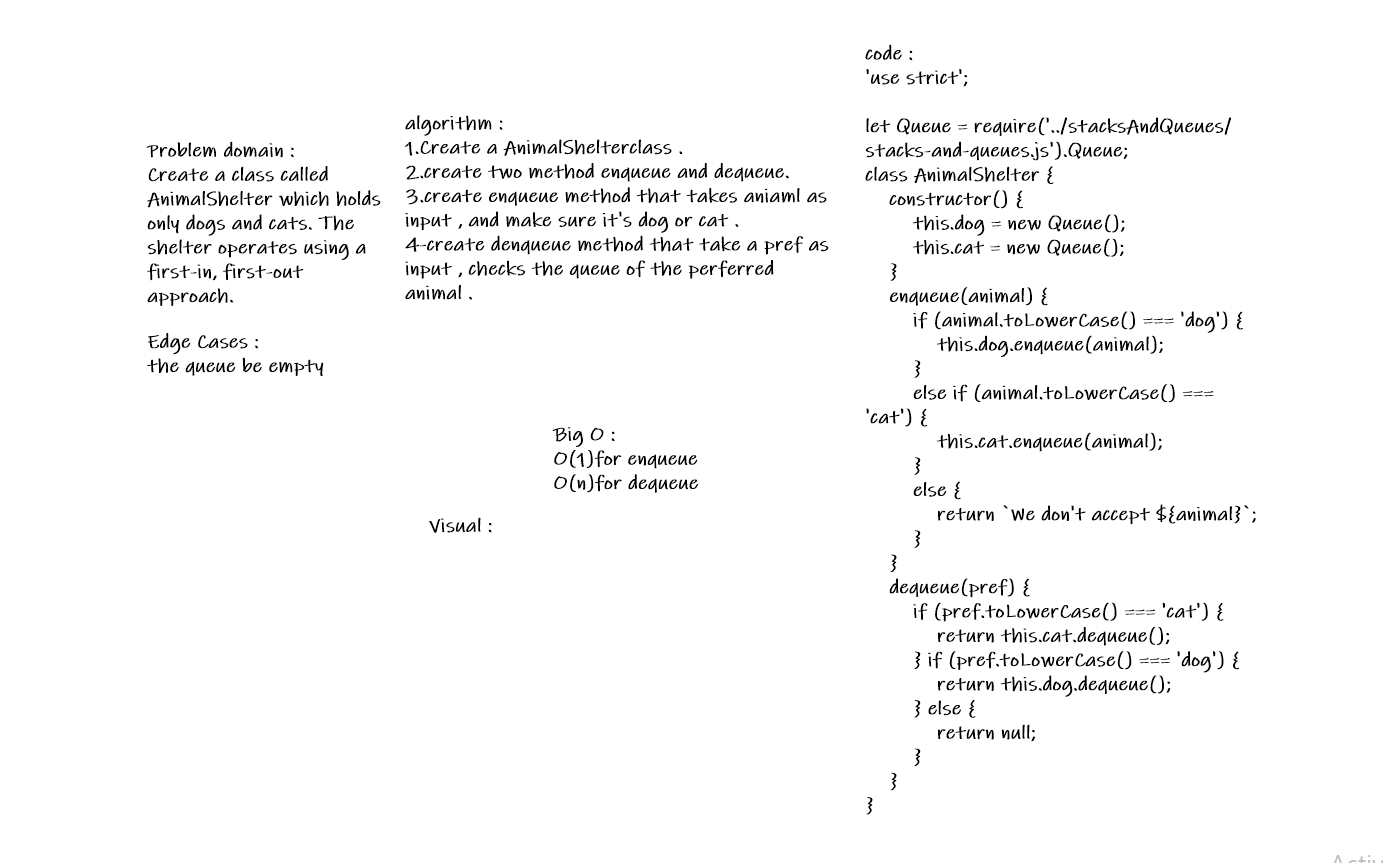 Problem domain :
Create a class called
AnimalShelter which holds
only dogs and cats. The
shelter operates using a
first-in, first-out
approach.
Edge Cases :
the queue be empty
algorithm :
1.Create a AnimalShelterclass .
2.create two method enqueue and dequeue.
3.create enqueue method that takes aniaml as
input , and make sure it's dog or cat .
4-create denqueue method that take a pref as
input , checks the queue of the perferred
animal .
Big O :
O(1)for enqueue
O(n)for dequeue
Visual :
code :
'use strict';
let Queue = require('../stacksAndQueues/
stacks-and-queues.js').Queue;
class AnimalShelter {
constructor() {
this.dog = new Queue();
this.cat = new Queue();
}
enqueue(animal) {
if (animal.toLowerCase() === 'dog') {
this.dog.enqueue(animal);
}
else if (animal.toLowerCase() ===
'cat') {
this.cat.enqueue(animal);
}
else {
return `We don't accept ${animal}`;
}
}
dequeue(pref) {
if (pref.toLowerCase() === 'cat') {
return this.cat.dequeue();
} if (pref.toLowerCase() === 'dog') {
return this.dog.dequeue();
} else {
return null;
}
}
}